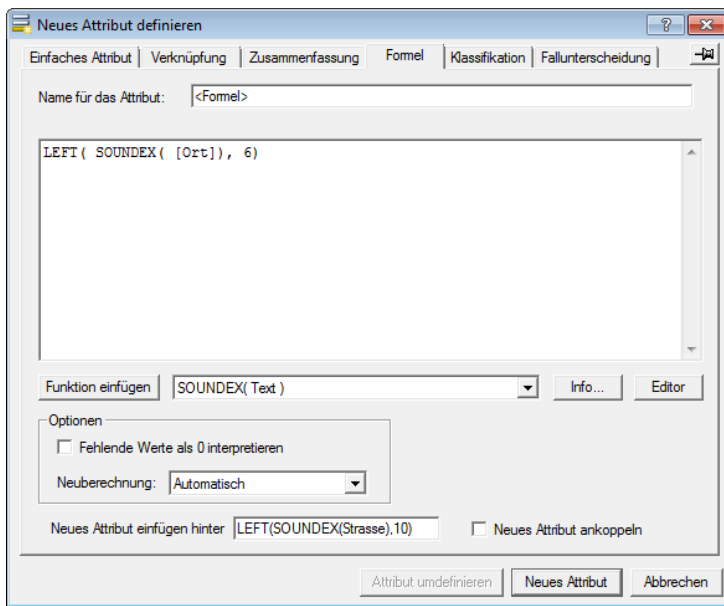 Neues Attribut definieren
Einfaches Attribut Verknüpfung Zusammenfassung Formel Klassifikation Fallunterscheidung
Name für das Attribut: <Formel>
LEFT( SOUNDEX( [Ort]), 6)
Funktion einfügen SOUNDEX( Text ) Info... Editor
Optionen
Fehlende Werte als 0 interpretieren
Neuberechnung: Automatisch
Neues Attribut einfügen hinter LEFT(SOUNDEX(Strasse),10) Neues Attribut ankoppeln
Attribut umdefinieren Neues Attribut Abbrechen